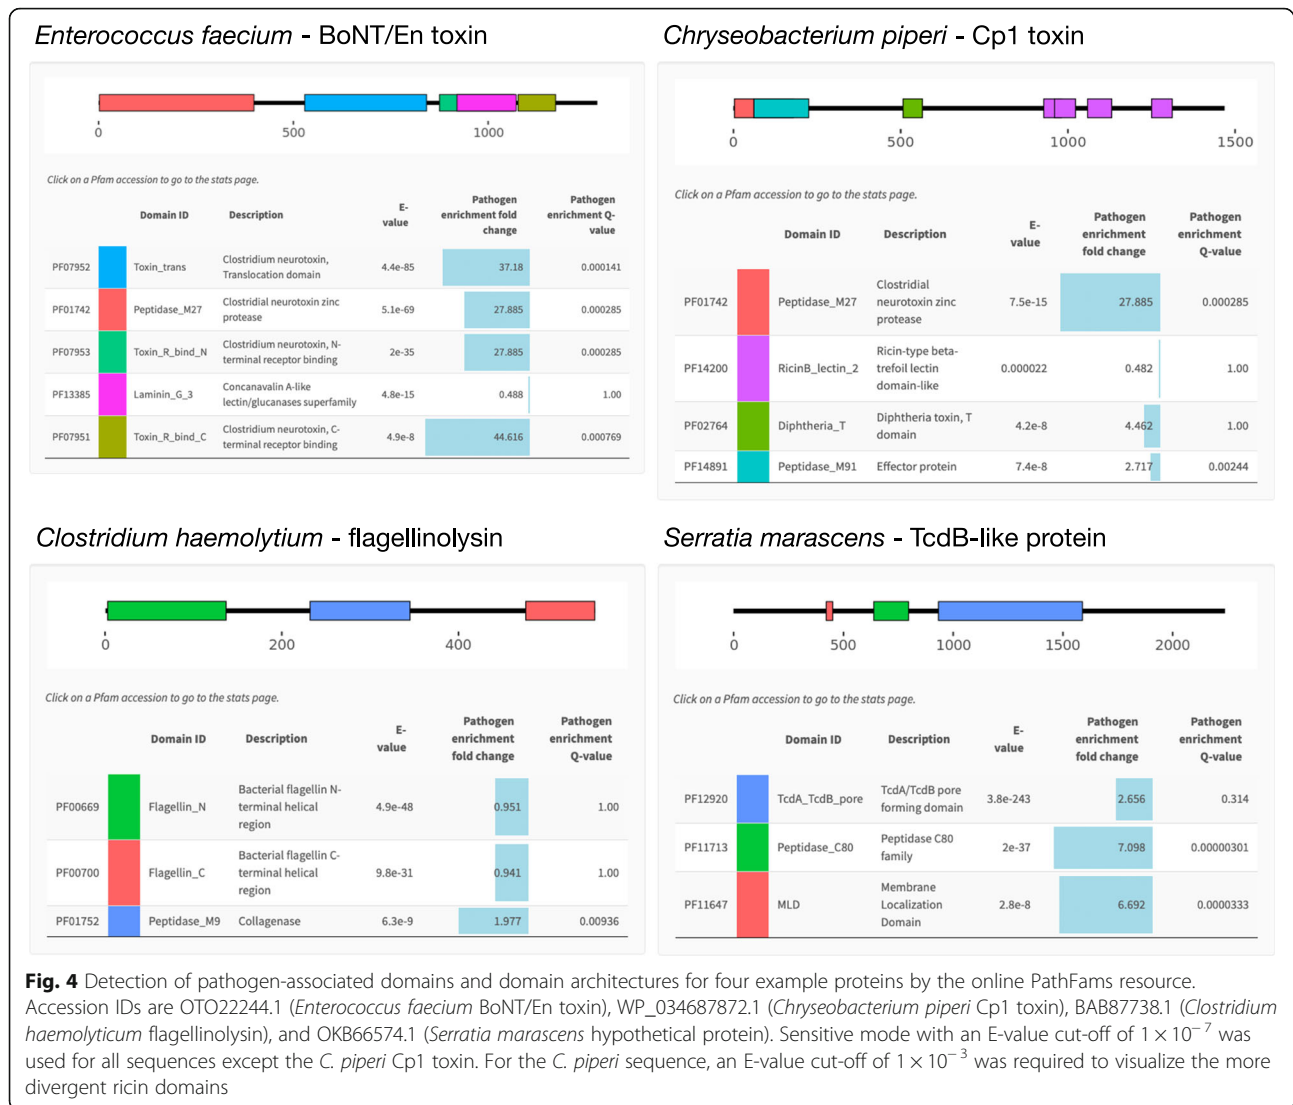 Enterococcus faecium - BoNT/En toxin
0
500
1000
Click on a Pfam accession to go to the stats page.
Domain ID Description E-value Pathogen enrichment fold change Pathogen enrichment Q-value
PF07952 Toxin_trans Clostridium neurotoxin, Translocation domain 4.4e-85 37.18 0.000141
PF01742 Peptidase_M27 Clostridial neurotoxin zinc protease 5.1e-69 27.885 0.000285
PF07953 Toxin_R_bind_N Clostridium neurotoxin, N-terminal receptor binding 2e-35 27.885 0.000285
PF13385 Laminin_G_3 Concanavalin A-like lectin/glucanases superfamily 4.8e-15 0.488 1.00
PF07951 Toxin_R_bind_C Clostridium neurotoxin, C-terminal receptor binding 4.9e-8 44.616 0.000769
Chryseobacterium piperi - Cp1 toxin
0
500
1000
1500
Click on a Pfam accession to go to the stats page.
Domain ID Description E-value Pathogen enrichment fold change Pathogen enrichment Q-value
PF01742 Peptidase_M27 Clostridial neurotoxin zinc protease 7.5e-15 27.885 0.000285
PF14200 RicinB_lectin_2 Ricin-type beta-trefoil lectin domain-like 0.000022 0.482 1.00
PF02764 Diphtheria_T Diphtheria toxin, T domain 4.2e-8 4.462 1.00
PF14891 Peptidase_M91 Effector protein 7.4e-8 2.717 0.00244
Clostridium haemolytium - flagellinolysin
0
200
400
Click on a Pfam accession to go to the stats page.
Domain ID Description E-value Pathogen enrichment fold change Pathogen enrichment Q-value
PF00669 Flagellin_N Bacterial flagellin N-terminal helical region 4.9e-48 0.951 1.00
PF00700 Flagellin_C Bacterial flagellin C-terminal helical region 9.8e-31 0.941 1.00
PF01752 Peptidase_M9 Collagenase 6.3e-9 1.977 0.00936
Serratia marascens - TcdB-like protein
0
500
1000
1500
2000
Click on a Pfam accession to go to the stats page.
Domain ID Description E-value Pathogen enrichment fold change Pathogen enrichment Q-value
PF12920 TcdA_TcdB_pore TcdA/TcdB pore forming domain 3.8e-243 2.656 0.314
PF11713 Peptidase_C80 Peptidase C80 family 2e-37 7.098 0.00000301
PF11647 MLD Membrane Localization Domain 2.8e-8 6.692 0.0000333
Fig. 4 Detection of pathogen-associated domains and domain architectures for four example proteins by the online PathFams resource.
Accession IDs are OTO22244.1 (Enterococcus faecium BoNT/En toxin), WP_034687872.1 (Chryseobacterium piperi Cp1 toxin), BAB87738.1 (Clostridium
haemolyticum flagellinolysin), and OKB66574.1 (Serratia marascens hypothetical protein). Sensitive mode with an E-value cut-off of 1 × 10⁻⁷ was
used for all sequences except the C. piperi Cp1 toxin. For the C. piperi sequence, an E-value cut-off of 1 × 10⁻³ was required to visualize the more
divergent ricin domains